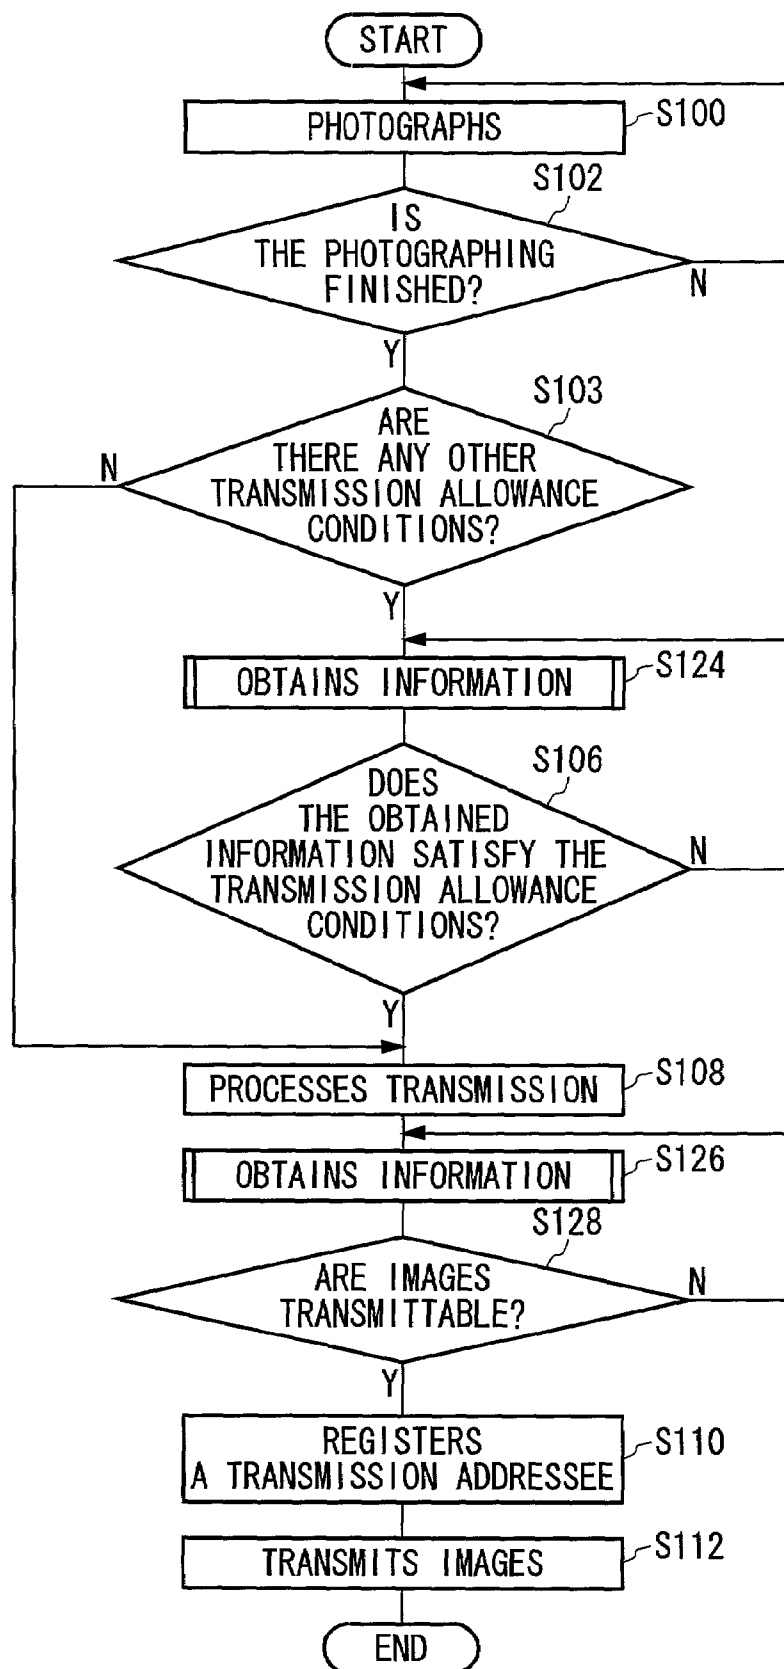 START
PHOTOGRAPHS
S100
S102
IS
THE PHOTOGRAPHING
FINISHED?
N
Y
S103
ARE
THERE ANY OTHER
TRANSMISSION ALLOWANCE
CONDITIONS?
N
Y
OBTAINS INFORMATION
S124
S106
DOES
THE OBTAINED
INFORMATION SATISFY THE
TRANSMISSION ALLOWANCE
CONDITIONS?
N
Y
PROCESSES TRANSMISSION
S108
OBTAINS INFORMATION
S126
S128
ARE IMAGES
TRANSMITTABLE?
N
Y
REGISTERS
A TRANSMISSION ADDRESSEE
S110
TRANSMITS IMAGES
S112
END